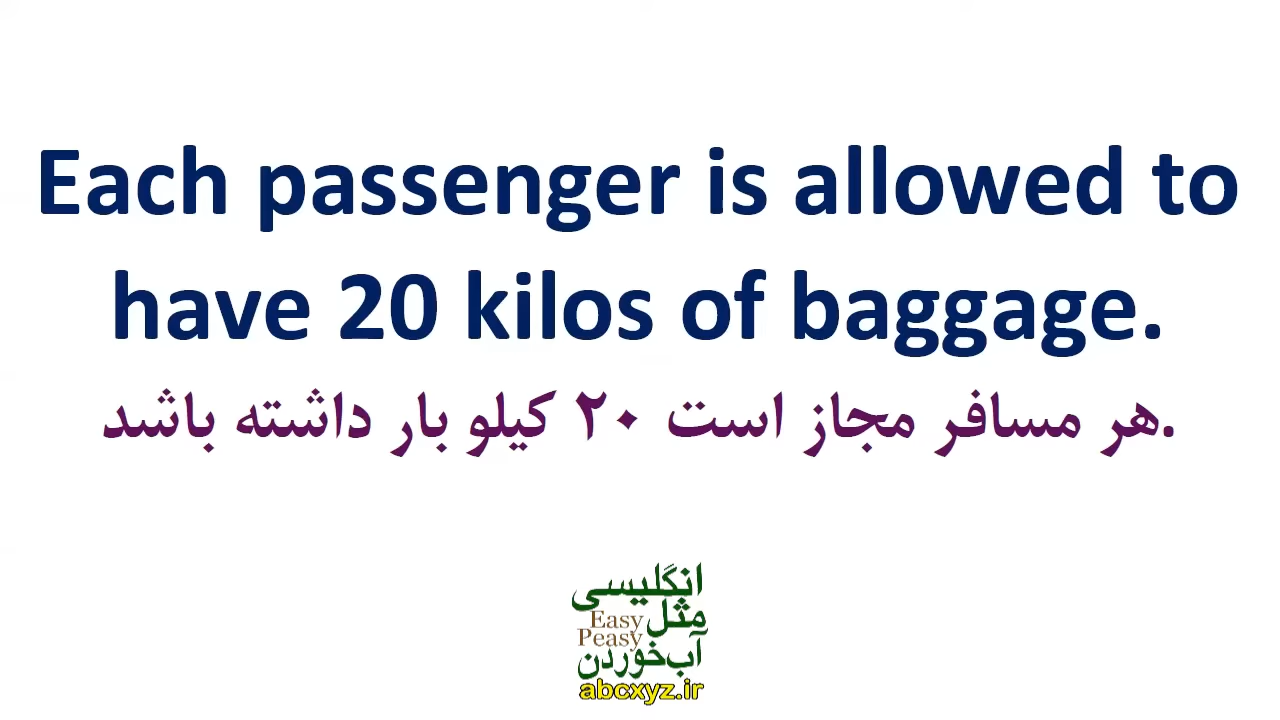 Each passenger is allowed to
have 20 kilos of baggage.
هر مسافر مجاز است ۲۰ کیلو بار داشته باشد.
انگلیسی
مثل
Easy
Peasy
آب‌خوردن
abcxyz.ir